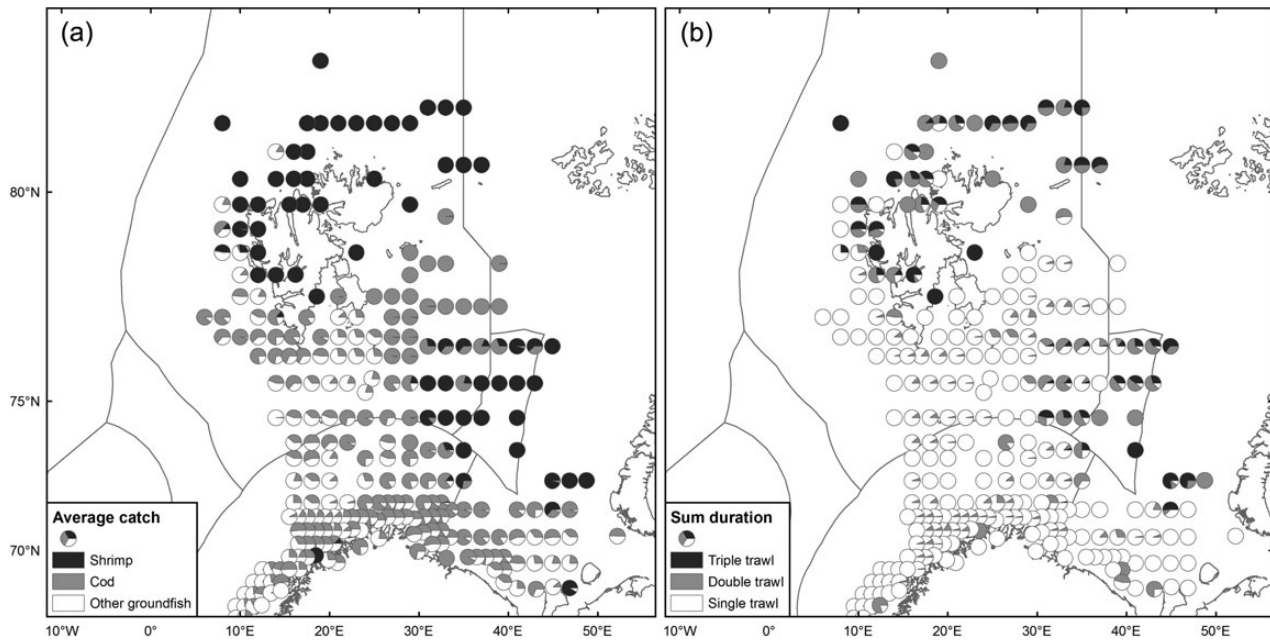 (a)
(b)
80°N
75°N
70°N
Average catch
Shrimp
Cod
Other groundfish
Sum duration
Triple trawl
Double trawl
Single trawl
10°W 0° 10°E 20°E 30°E 40°E 50°E
10°W 0° 10°E 20°E 30°E 40°E 50°E